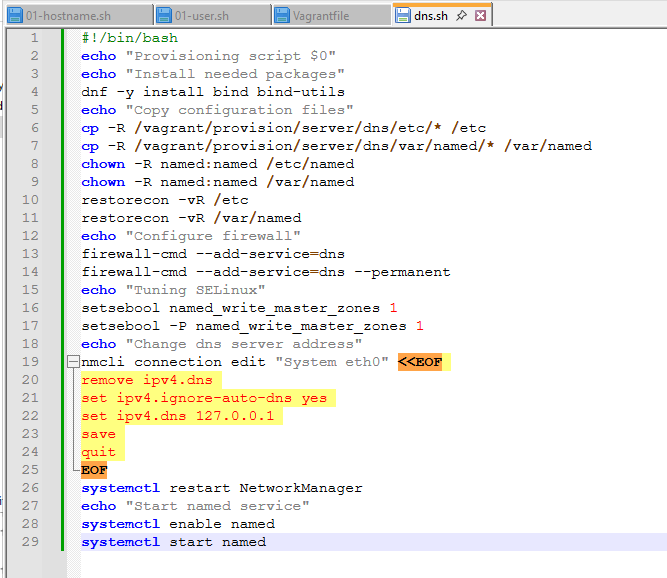 01-hostname.sh 01-user.sh Vagrantfile dns.sh
1 #!/bin/bash
2 echo "Provisioning script $0"
3 echo "Install needed packages"
4 dnf -y install bind bind-utils
5 echo "Copy configuration files"
6 cp -R /vagrant/provision/server/dns/etc/* /etc
7 cp -R /vagrant/provision/server/dns/var/named/* /var/named
8 chown -R named:named /etc/named
9 chown -R named:named /var/named
10 restorecon -vR /etc
11 restorecon -vR /var/named
12 echo "Configure firewall"
13 firewall-cmd --add-service=dns
14 firewall-cmd --add-service=dns --permanent
15 echo "Tuning SELinux"
16 setsebool named_write_master_zones 1
17 setsebool -P named_write_master_zones 1
18 echo "Change dns server address"
19 nmcli connection edit "System eth0" <<EOF
20 remove ipv4.dns
21 set ipv4.ignore-auto-dns yes
22 set ipv4.dns 127.0.0.1
23 save
24 quit
25 EOF
26 systemctl restart NetworkManager
27 echo "Start named service"
28 systemctl enable named
29 systemctl start named